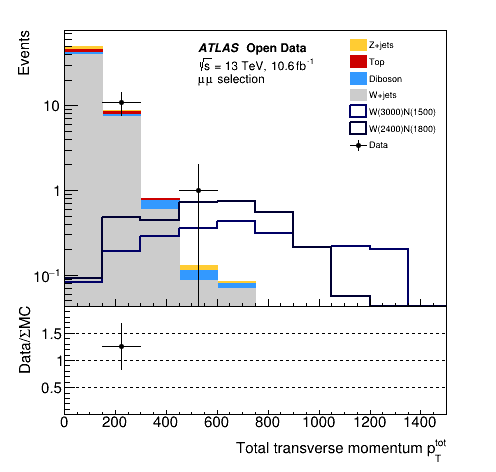 Events
ATLAS Open Data
√s = 13 TeV, 10.6fb⁻¹
μμ selection
Z+jets
Top
Diboson
W+jets
W(3000)N(1500)
W(2400)N(1800)
Data
10
1
10⁻¹
Data/ΣMC
1.5
1
0.5
0 200 400 600 800 1000 1200 1400
Total transverse momentum p_T^tot